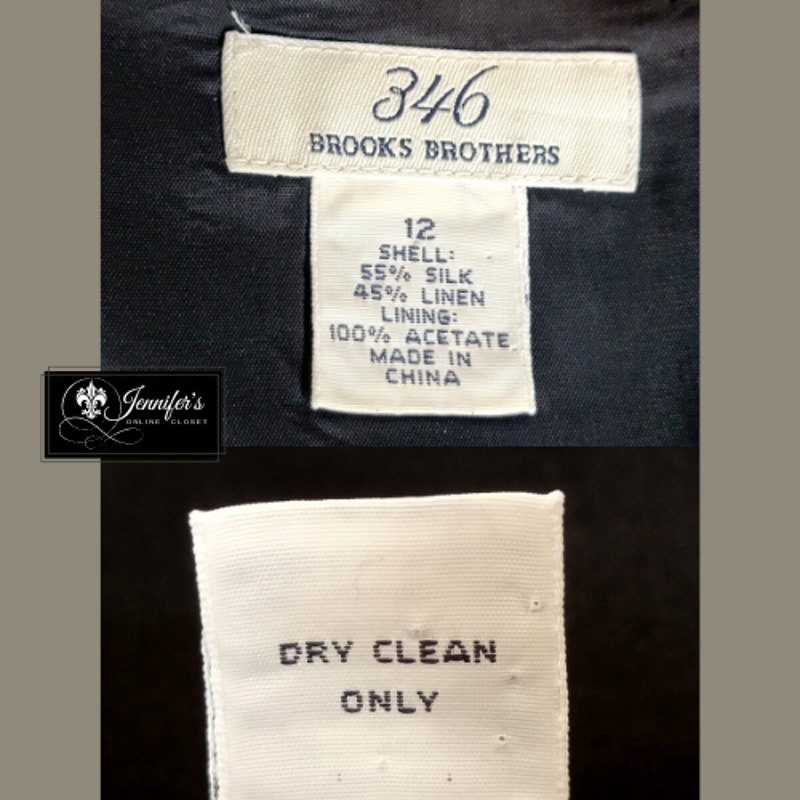 346
BROOKS BROTHERS
12
SHELL:
55% SILK
45% LINEN
LINING:
100% ACETATE
MADE IN
CHINA
Jennifer's
ONLINE CLOSET
DRY CLEAN
ONLY